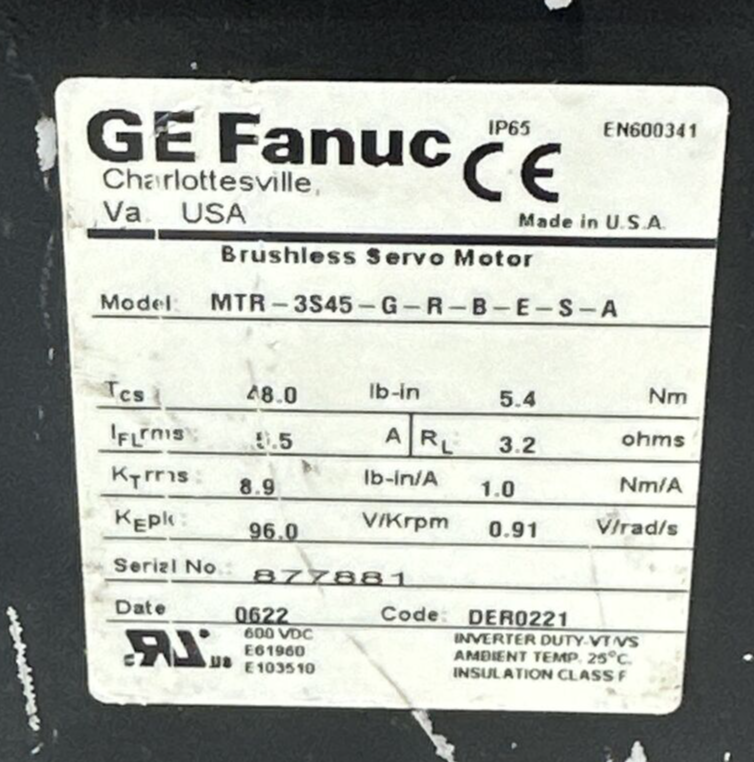 GE Fanuc IP65 EN600341
Charlottesville,
Va. USA CE Made in U.S.A.
Brushless Servo Motor
Model: MTR-3S45-G-R-B-E-S-A
Tcs 48.0 lb-in 5.4 Nm
IFLrms: A RL: 3.2 ohms
KTrms: 8.9 lb-in/A 1.0 Nm/A
KEpk: 96.0 V/Krpm 0.91 V/rad/s
Serial No.: 877881
Date 0622 Code: DER0221
600 VDC INVERTER DUTY-VT/VS
E61960 AMBIENT TEMP. 25°C.
us E103510 INSULATION CLASS F